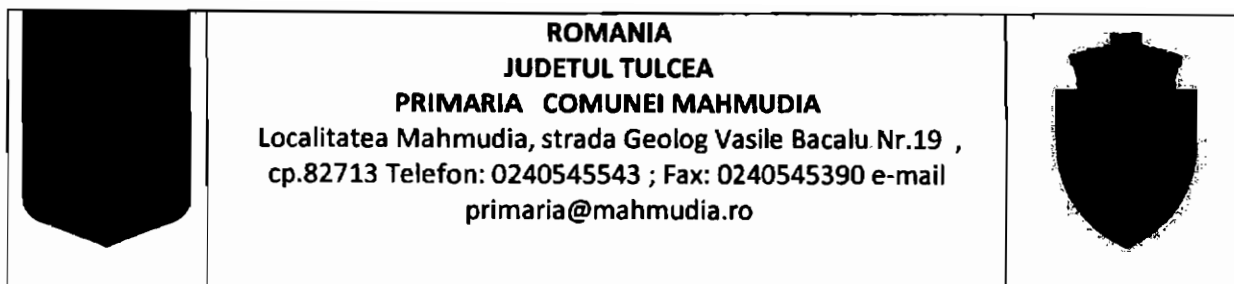 ROMANIA
JUDETUL TULCEA
PRIMARIA COMUNEI MAHMUDIA
Localitatea Mahmudia, strada Geolog Vasile Bacalu Nr.19 ,
cp.82713 Telefon: 0240545543 ; Fax: 0240545390 e-mail
primaria@mahmudia.ro